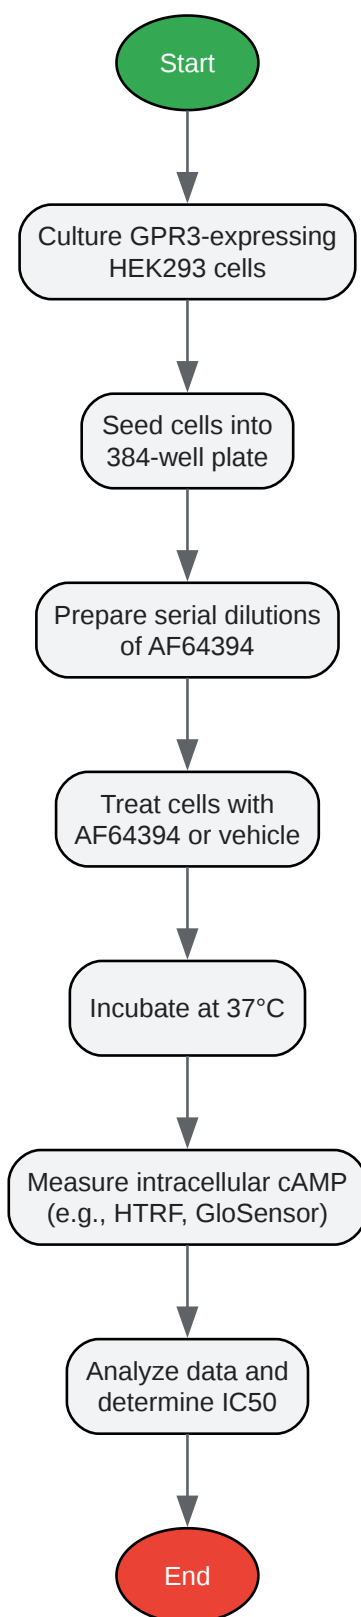 Start
Culture GPR3-expressing
HEK293 cells
Seed cells into
384-well plate
Prepare serial dilutions
of AF64394
Treat cells with
AF64394 or vehicle
Incubate at 37°C
Measure intracellular cAMP
(e.g., HTRF, GloSensor)
Analyze data and
determine IC50
End